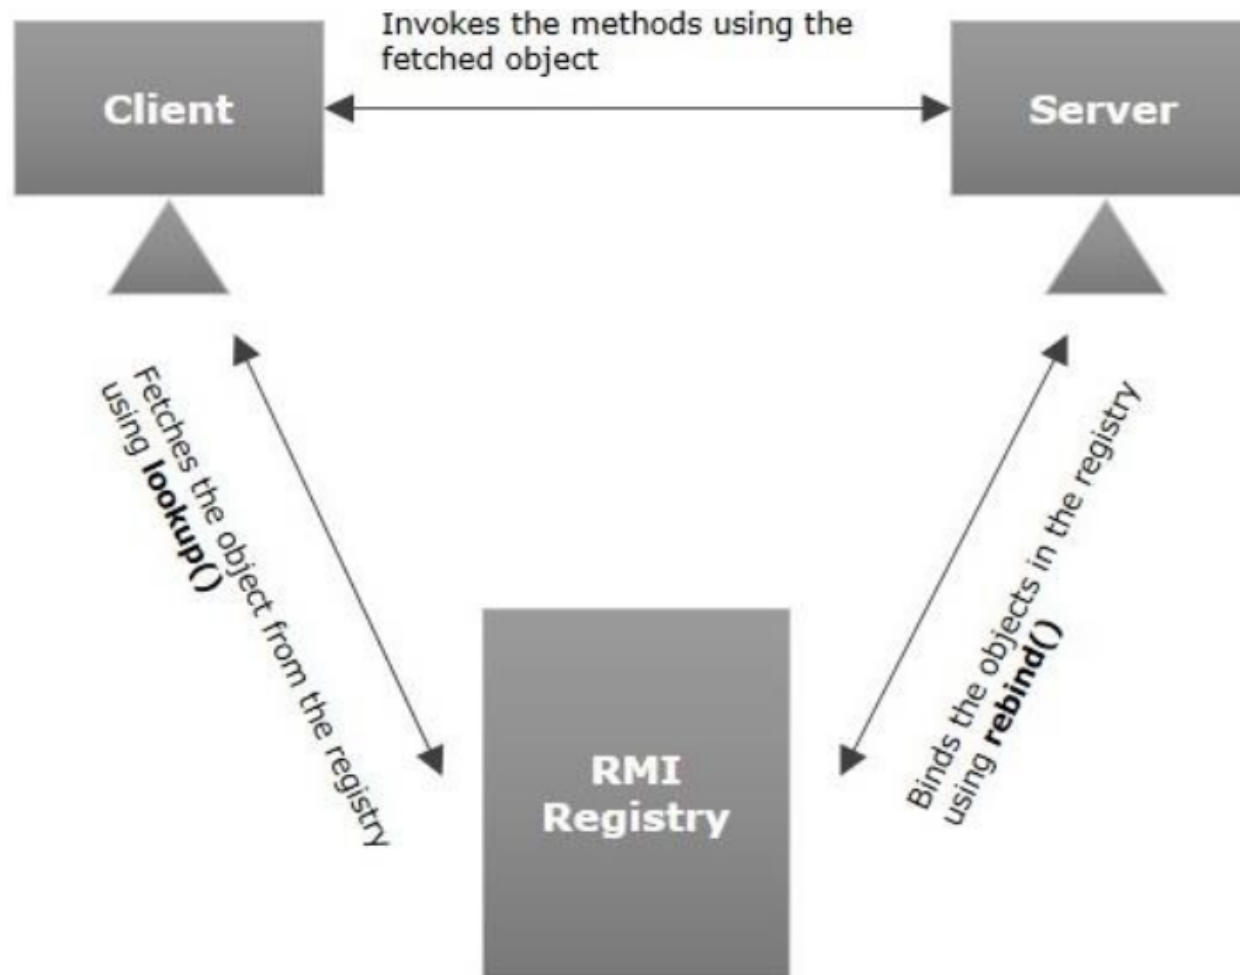 Invokes the methods using the
fetched object
Client
Server
Fetches the object from the registry
using lookup()
Binds the objects in the registry
using rebind()
RMI
Registry